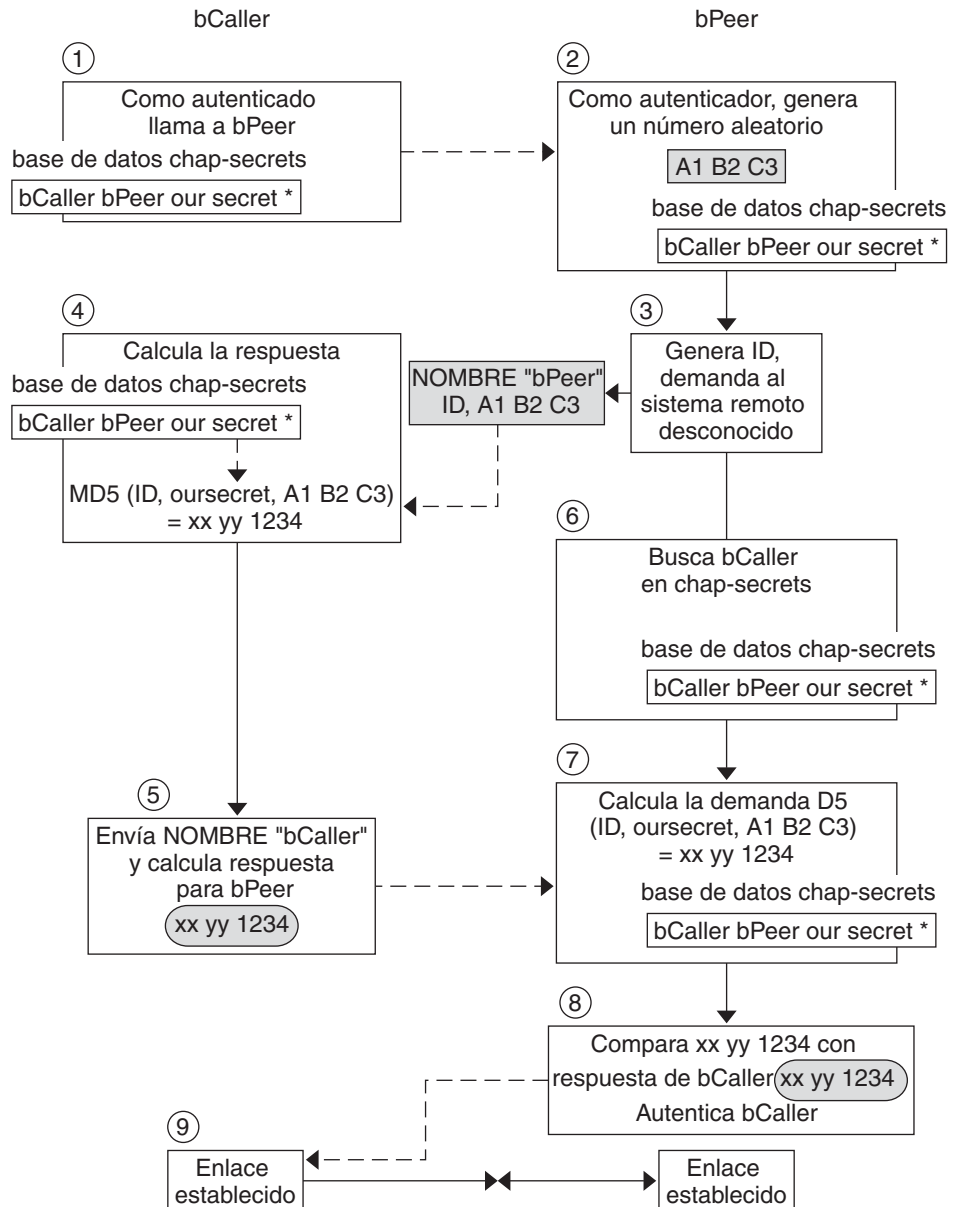 bCaller
bPeer
1
Como autenticado
llama a bPeer
base de datos chap-secrets
bCaller bPeer our secret *
2
Como autenticador, genera
un número aleatorio
A1 B2 C3
base de datos chap-secrets
bCaller bPeer our secret *
3
Genera ID,
demanda al
sistema remoto
desconocido
NOMBRE "bPeer"
ID, A1 B2 C3
4
Calcula la respuesta
base de datos chap-secrets
bCaller bPeer our secret *
MD5 (ID, oursecret, A1 B2 C3)
= xx yy 1234
5
Envía NOMBRE "bCaller"
y calcula respuesta
para bPeer
xx yy 1234
6
Busca bCaller
en chap-secrets
base de datos chap-secrets
bCaller bPeer our secret *
7
Calcula la demanda D5
(ID, oursecret, A1 B2 C3)
= xx yy 1234
base de datos chap-secrets
bCaller bPeer our secret *
8
Compara xx yy 1234 con
respuesta de bCaller xx yy 1234
Autentica bCaller
9
Enlace
establecido
Enlace
establecido